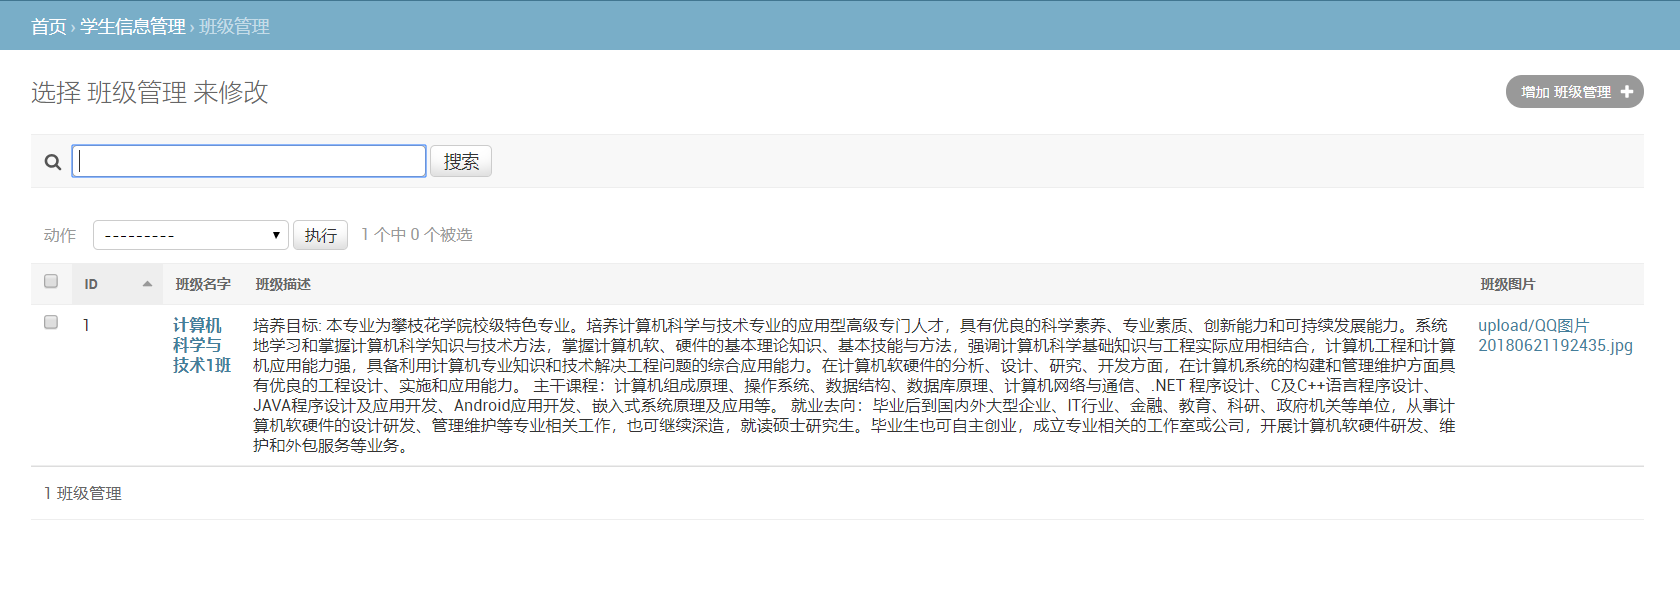 首页 › 学生信息管理 › 班级管理
选择 班级管理 来修改
增加 班级管理
搜索
动作
---------
执行
1 个中 0 个被选
ID
班级名字
班级描述
班级图片
1
计算机
科学与
技术1班
培养目标: 本专业为攀枝花学院校级特色专业。培养计算机科学与技术专业的应用型高级专门人才，具有优良的科学素养、专业素质、创新能力和可持续发展能力。系统
地学习和掌握计算机科学知识与技术方法，掌握计算机软、硬件的基本理论知识、基本技能与方法，强调计算机科学基础知识与工程实际应用相结合，计算机工程和计算
机应用能力强，具备利用计算机专业知识和技术解决工程问题的综合应用能力。在计算机软硬件的分析、设计、研究、开发方面，在计算机系统的构建和管理维护方面具
有优良的工程设计、实施和应用能力。 主干课程：计算机组成原理、操作系统、数据结构、数据库原理、计算机网络与通信、.NET 程序设计、C及C++语言程序设计、
JAVA程序设计及应用开发、Android应用开发、嵌入式系统原理及应用等。 就业去向：毕业后到国内外大型企业、IT行业、金融、教育、科研、政府机关等单位，从事计
算机软硬件的设计研发、管理维护等专业相关工作，也可继续深造，就读硕士研究生。毕业生也可自主创业，成立专业相关的工作室或公司，开展计算机软硬件研发、维
护和外包服务等业务。
upload/QQ图片
20180621192435.jpg
1 班级管理